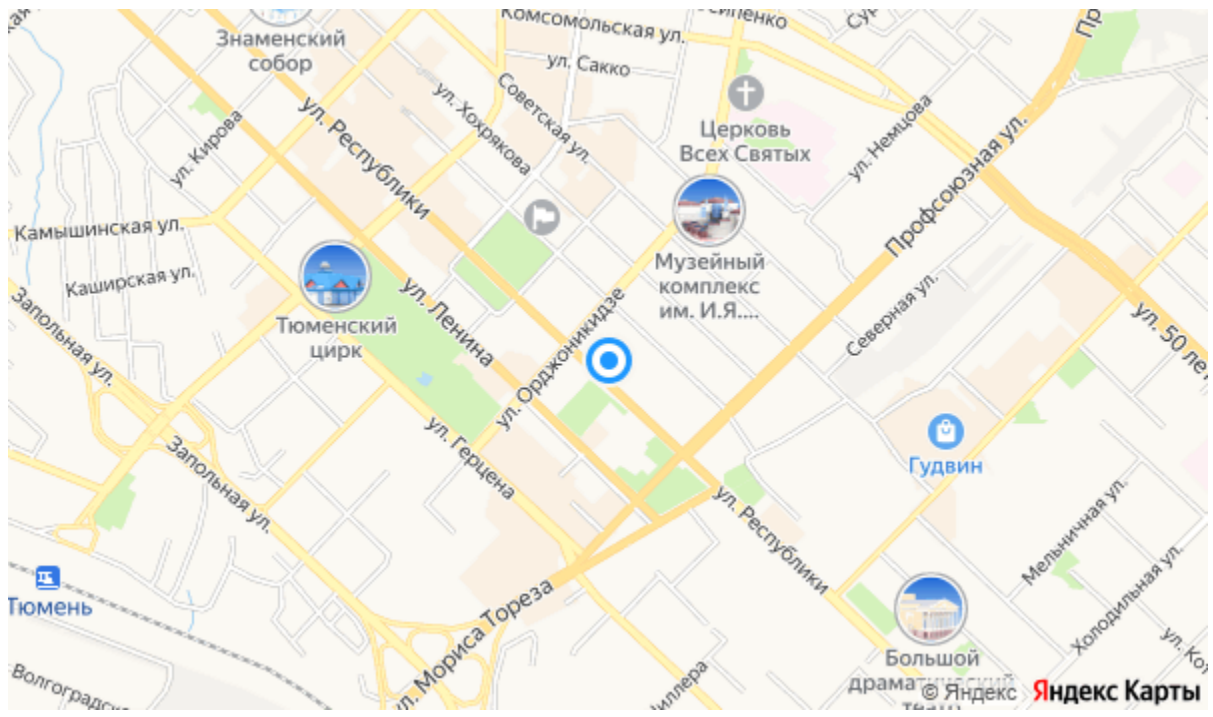 Комсомольская ул.
Знаменский
собор
ул. Сакко
Советская ул.
ул. Хохрякова
ул. Республики
ул. Кирова
Церковь
Всех Святых
ул. Немцова
Профсоюзная ул.
Камышинская ул.
Каширская ул.
Музейный
комплекс
им. И.Я....
Северная ул.
Запольная ул.
ул. Ленина
Тюменский
цирк
ул. Орджоникидзе
ул. 50 лет
ул. Герцена
Гудвин
Запольная ул.
ул. Республики
Мельничная ул.
Холодильная ул.
Тюмень
ул. Мориса Тореза
Большой
драматический
театр
© Яндекс Яндекс Карты